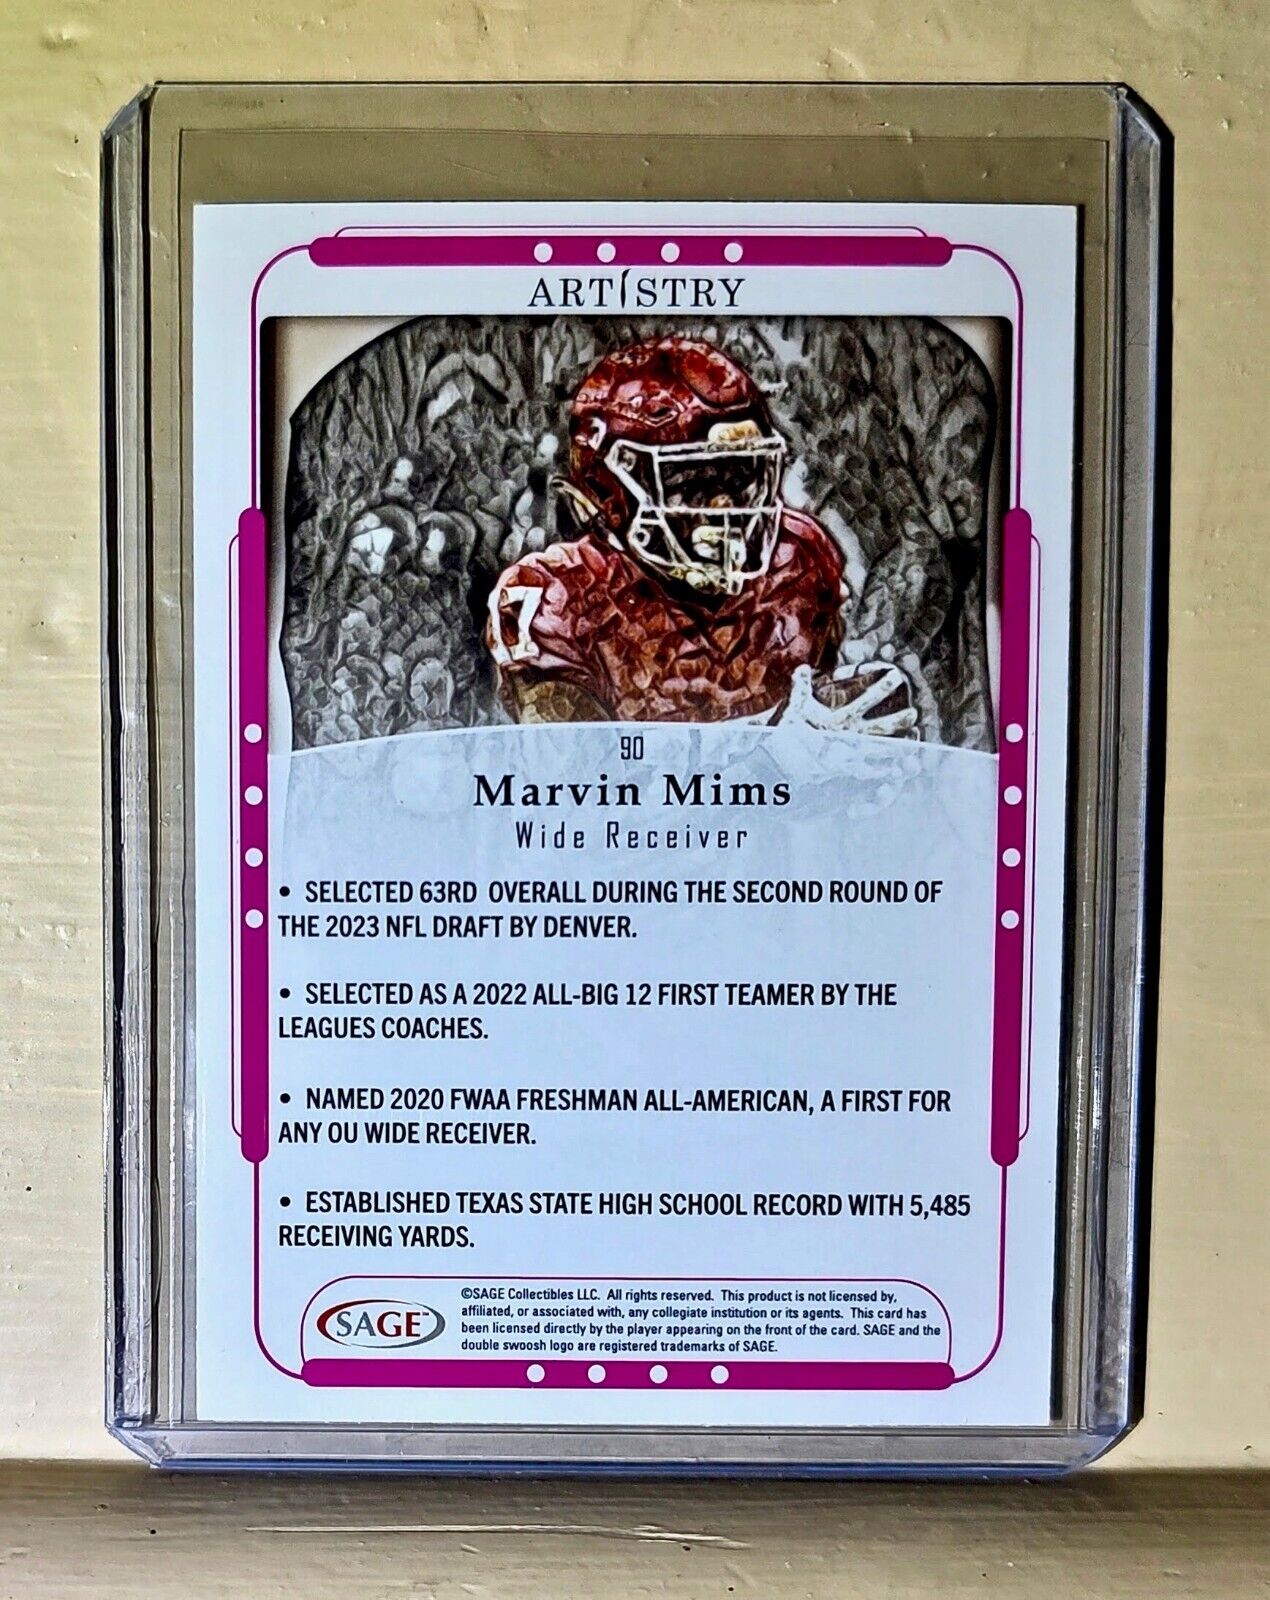 ARTISTRY
17
90
Marvin Mims
Wide Receiver
• SELECTED 63RD OVERALL DURING THE SECOND ROUND OF
THE 2023 NFL DRAFT BY DENVER.
• SELECTED AS A 2022 ALL-BIG 12 FIRST TEAMER BY THE
LEAGUES COACHES.
• NAMED 2020 FWAA FRESHMAN ALL-AMERICAN, A FIRST FOR
ANY OU WIDE RECEIVER.
• ESTABLISHED TEXAS STATE HIGH SCHOOL RECORD WITH 5,485
RECEIVING YARDS.
SAGE™
©SAGE Collectibles LLC. All rights reserved. This product is not licensed by,
affiliated, or associated with, any collegiate institution or its agents. This card has
been licensed directly by the player appearing on the front of the card. SAGE and the
double swoosh logo are registered trademarks of SAGE.